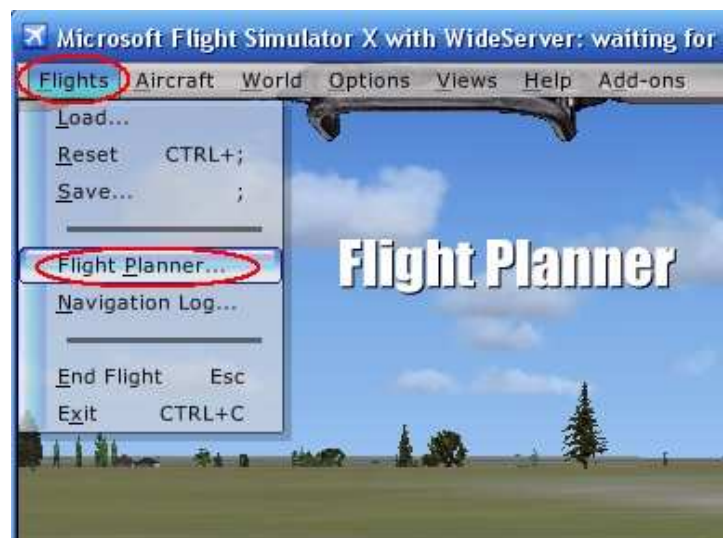 Microsoft Flight Simulator X with WideServer: waiting for
Flights Aircraft World Options Views Help Add-ons
Load...
Reset CTRL+;
Save... ;
Flight Planner...
Flight Planner
Navigation Log...
End Flight Esc
Exit CTRL+C